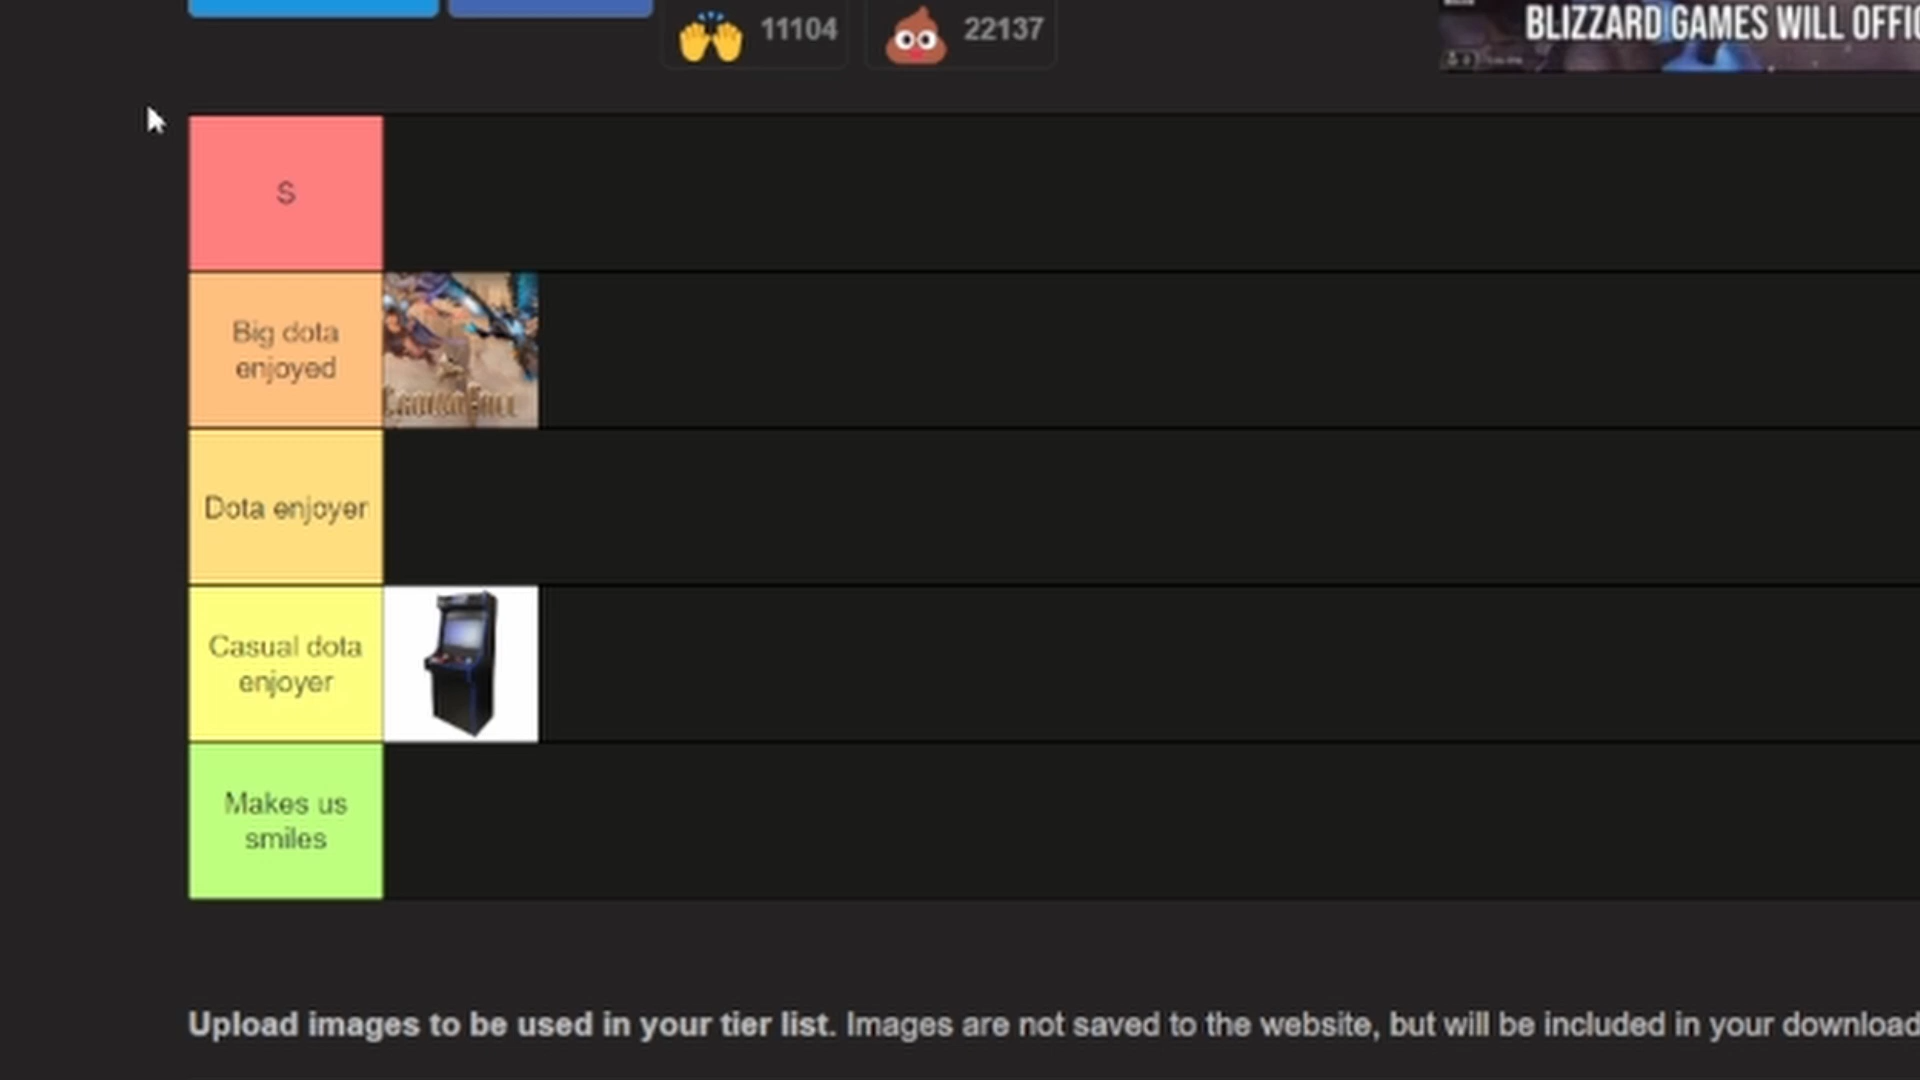 11104
22137
BLIZZARD GAMES WILL OFFIC
S
Big dota
enjoyed
CROWNFALL
Dota enjoyer
Casual dota
enjoyer
Makes us
smiles
Upload images to be used in your tier list. Images are not saved to the website, but will be included in your download